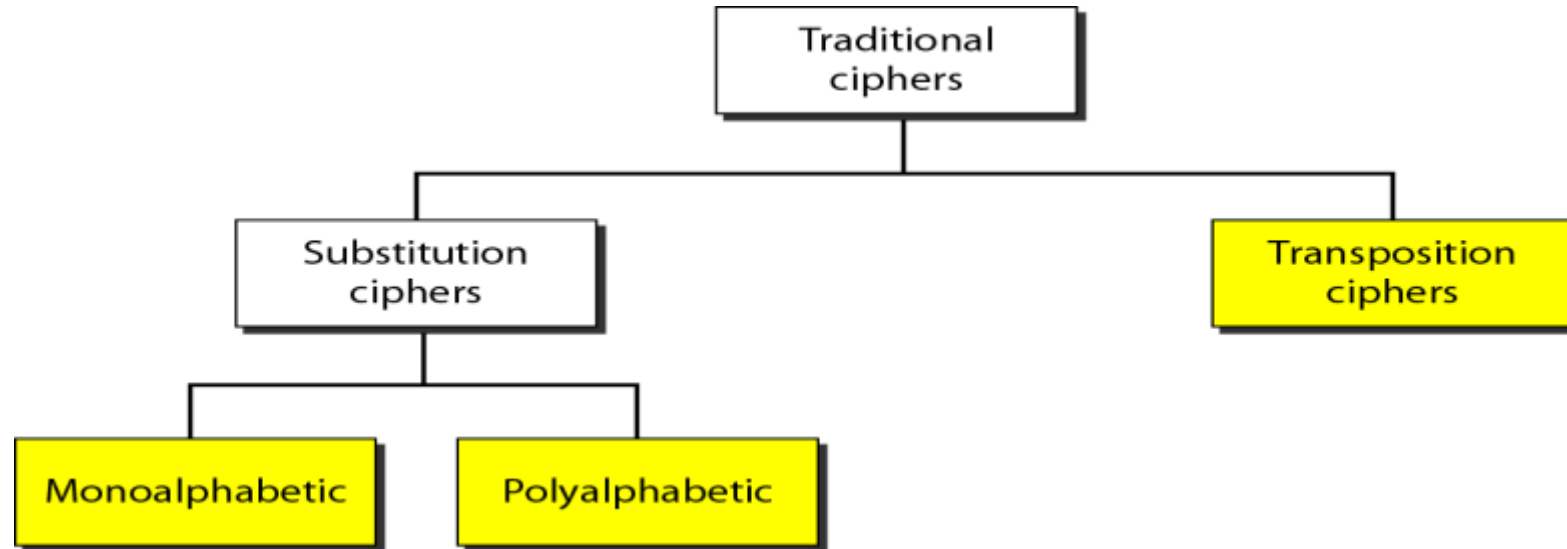 Traditional
ciphers
Substitution
ciphers
Transposition
ciphers
Monoalphabetic
Polyalphabetic